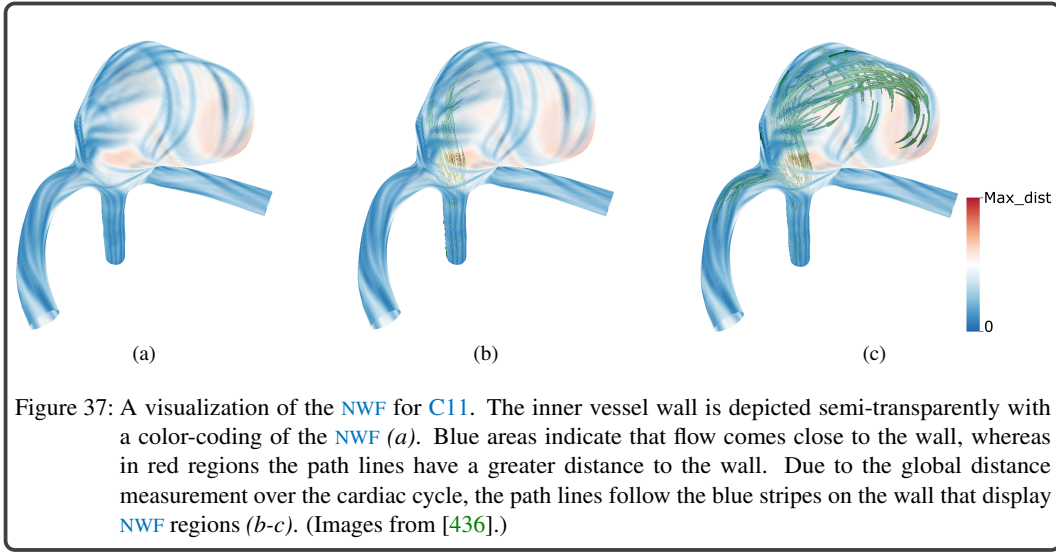 Max_dist
0
(a)
(b)
(c)
Figure 37: A visualization of the NWF for C11. The inner vessel wall is depicted semi-transparently with
a color-coding of the NWF (a). Blue areas indicate that flow comes close to the wall, whereas
in red regions the path lines have a greater distance to the wall. Due to the global distance
measurement over the cardiac cycle, the path lines follow the blue stripes on the wall that display
NWF regions (b-c). (Images from [436].)